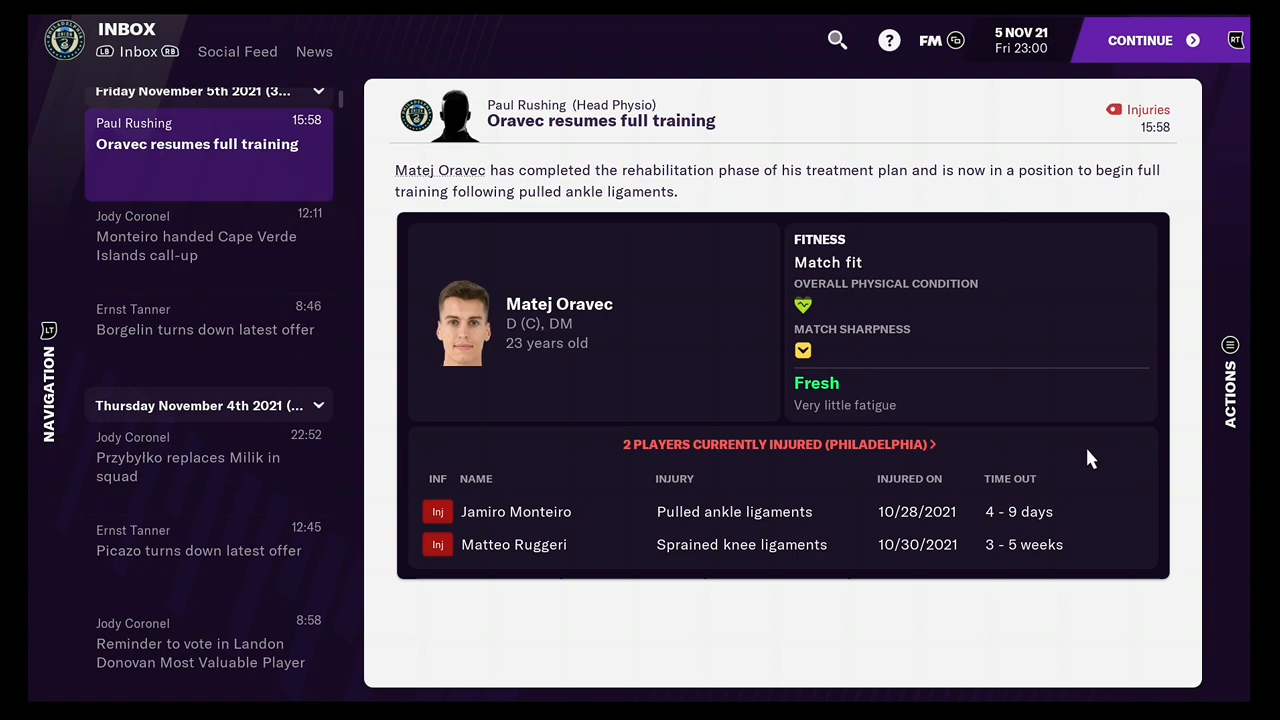 INBOX
LB Inbox RB Social Feed News
FM
5 NOV 21
Fri 23:00
CONTINUE
RT
Friday November 5th 2021 (3...
Paul Rushing 15:58
Oravec resumes full training
Jody Coronel 12:11
Monteiro handed Cape Verde
Islands call-up
Ernst Tanner 8:46
Borgelin turns down latest offer
Thursday November 4th 2021 (...
Jody Coronel 22:52
Przybyłko replaces Milik in
squad
Ernst Tanner 12:45
Picazo turns down latest offer
Jody Coronel 8:58
Reminder to vote in Landon
Donovan Most Valuable Player
LT
NAVIGATION
Paul Rushing (Head Physio)
Oravec resumes full training
Injuries
15:58
Matej Oravec has completed the rehabilitation phase of his treatment plan and is now in a position to begin full
training following pulled ankle ligaments.
Matej Oravec
D (C), DM
23 years old
FITNESS
Match fit
OVERALL PHYSICAL CONDITION
MATCH SHARPNESS
Fresh
Very little fatigue
2 PLAYERS CURRENTLY INJURED (PHILADELPHIA) >
INF NAME INJURY INJURED ON TIME OUT
Inj Jamiro Monteiro Pulled ankle ligaments 10/28/2021 4 - 9 days
Inj Matteo Ruggeri Sprained knee ligaments 10/30/2021 3 - 5 weeks
ACTIONS